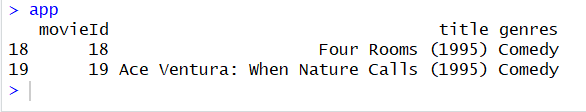 > app
movieId title genres
18 18 Four Rooms (1995) Comedy
19 19 Ace Ventura: When Nature Calls (1995) Comedy
>